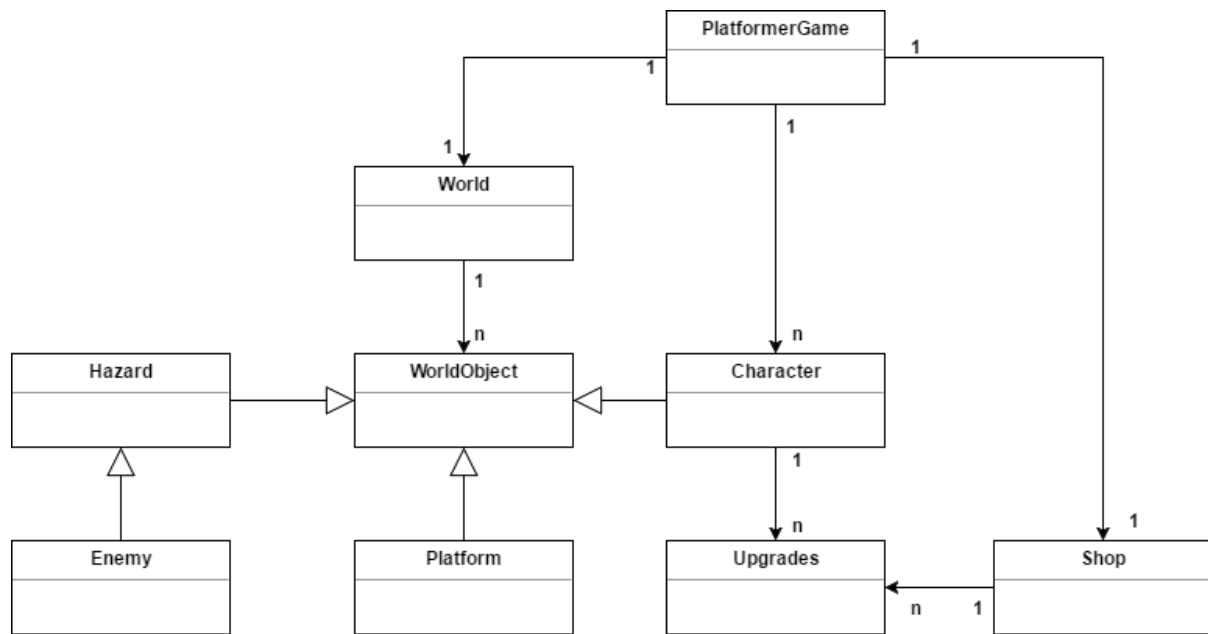 PlatformerGame
1
1
1
1
1
World
1
n
n
Hazard
WorldObject
Character
1
n
1
Enemy
Platform
Upgrades
Shop
n
1